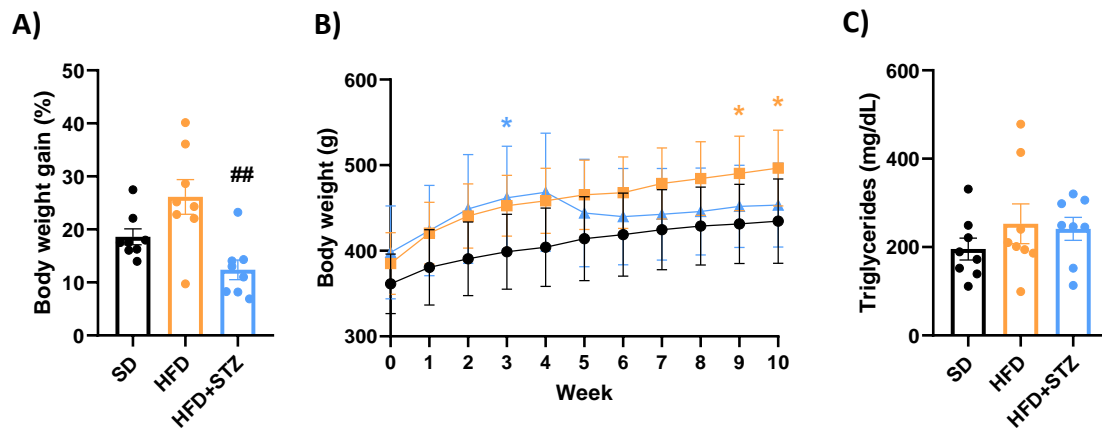 A)
Body weight gain (%)
50
40
30
20
10
0
##
SD
HFD
HFD+STZ
B)
Body weight (g)
600
500
400
300
*
*
*
0 1 2 3 4 5 6 7 8 9 10
Week
C)
Triglycerides (mg/dL)
600
400
200
0
SD
HFD
HFD+STZ